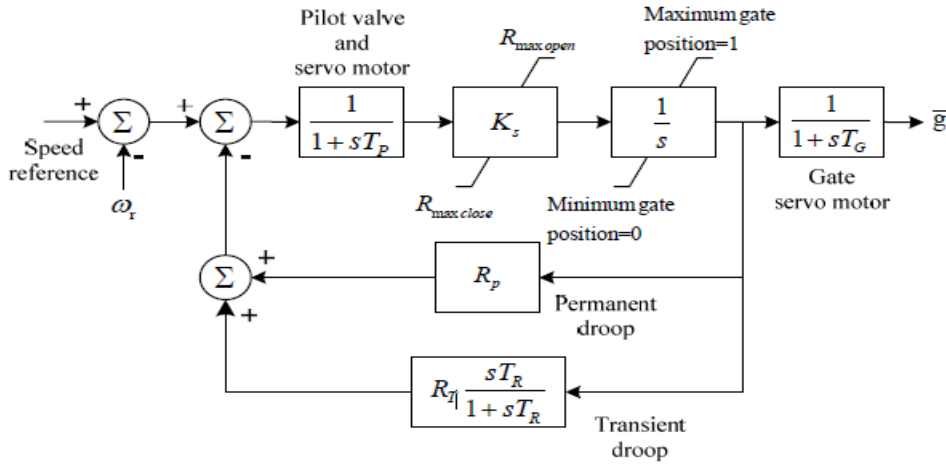 Pilot valve
and
servo motor
R_max open
Maximum gate
position=1
+
Σ
-
+
Σ
-
1
1 + sT_P
K_s
1
s
1
1 + sT_G
g̅
Speed
reference
ω_r
R_max close
Minimum gate
position=0
Gate
servo motor
Σ
+
+
R_p
Permanent
droop
R_T sT_R
1 + sT_R
Transient
droop